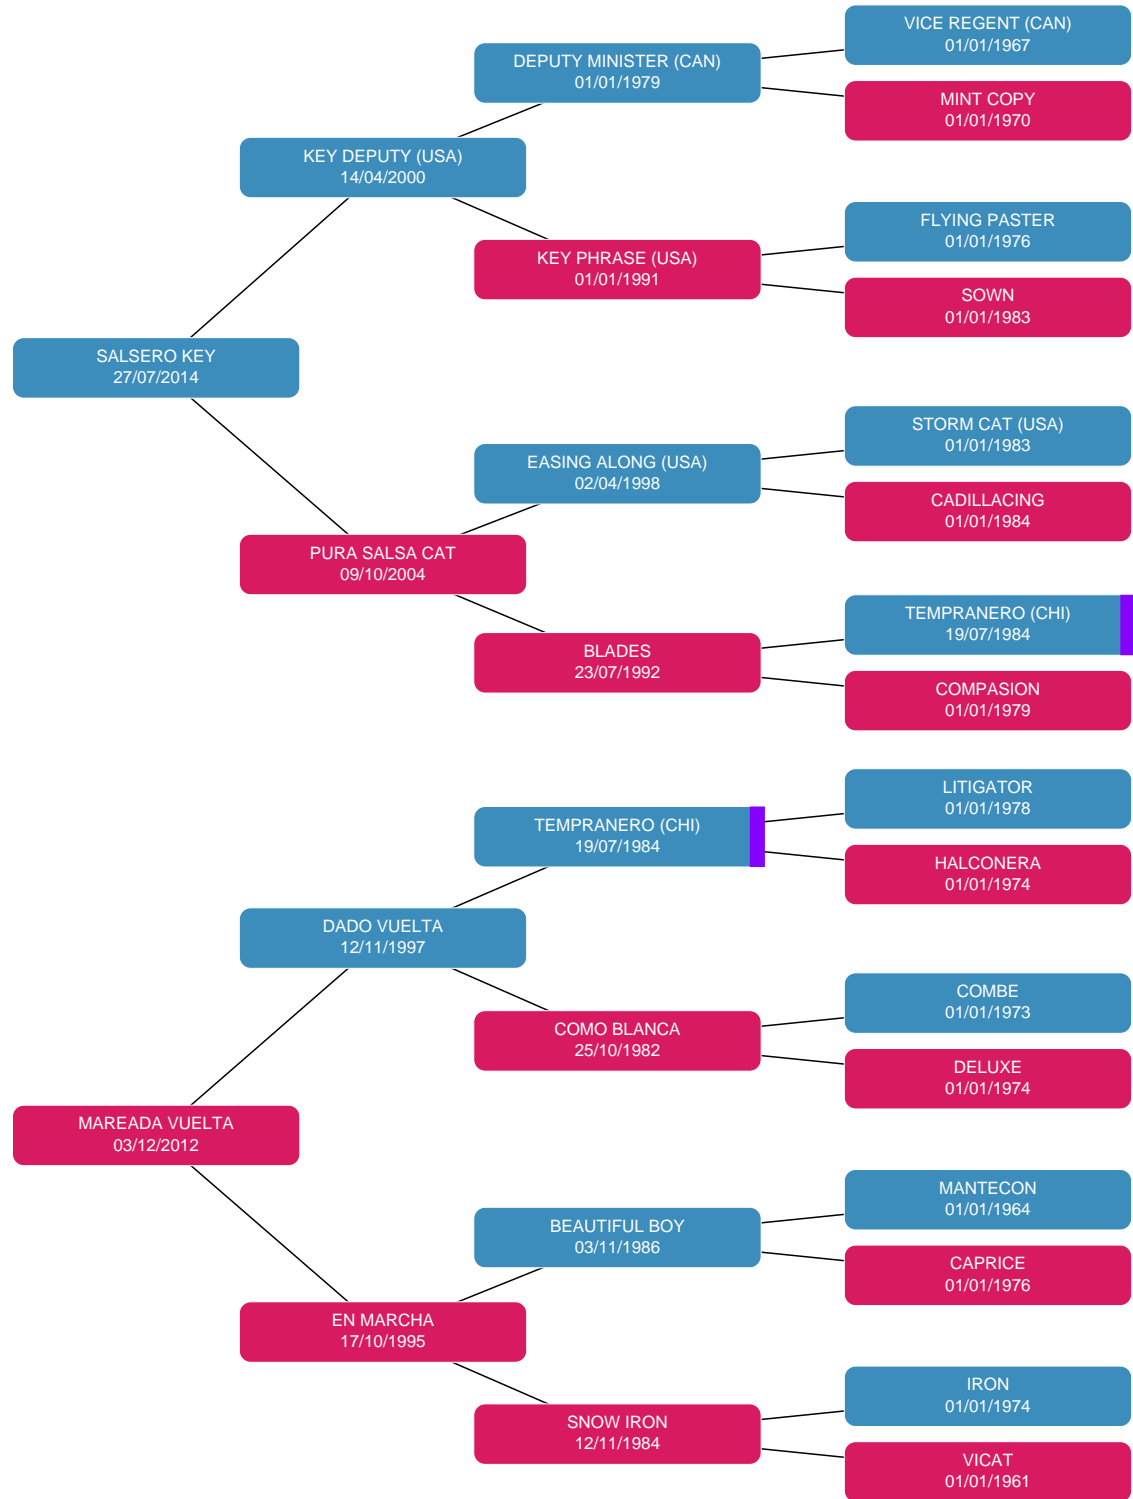 VICE REGENT (CAN)
01/01/1967
DEPUTY MINISTER (CAN)
01/01/1979
MINT COPY
01/01/1970
KEY DEPUTY (USA)
14/04/2000
FLYING PASTER
01/01/1976
KEY PHRASE (USA)
01/01/1991
SOWN
01/01/1983
SALSERO KEY
27/07/2014
STORM CAT (USA)
01/01/1983
EASING ALONG (USA)
02/04/1998
CADILLACING
01/01/1984
PURA SALSA CAT
09/10/2004
TEMPRANERO (CHI)
19/07/1984
BLADES
23/07/1992
COMPASION
01/01/1979
LITIGATOR
01/01/1978
TEMPRANERO (CHI)
19/07/1984
HALCONERA
01/01/1974
DADO VUELTA
12/11/1997
COMBE
01/01/1973
COMO BLANCA
25/10/1982
DELUXE
01/01/1974
MAREADA VUELTA
03/12/2012
MANTECON
01/01/1964
BEAUTIFUL BOY
03/11/1986
CAPRICE
01/01/1976
EN MARCHA
17/10/1995
IRON
01/01/1974
SNOW IRON
12/11/1984
VICAT
01/01/1961